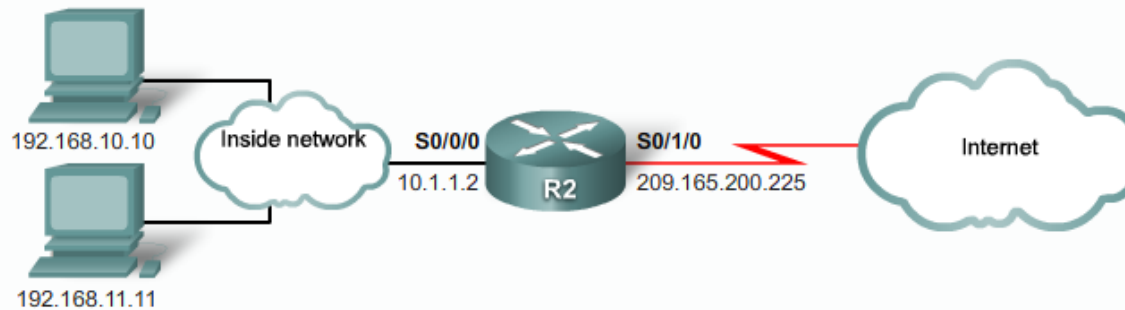 192.168.10.10
192.168.11.11
Inside network
S0/0/0
10.1.1.2
R2
S0/1/0
209.165.200.225
Internet